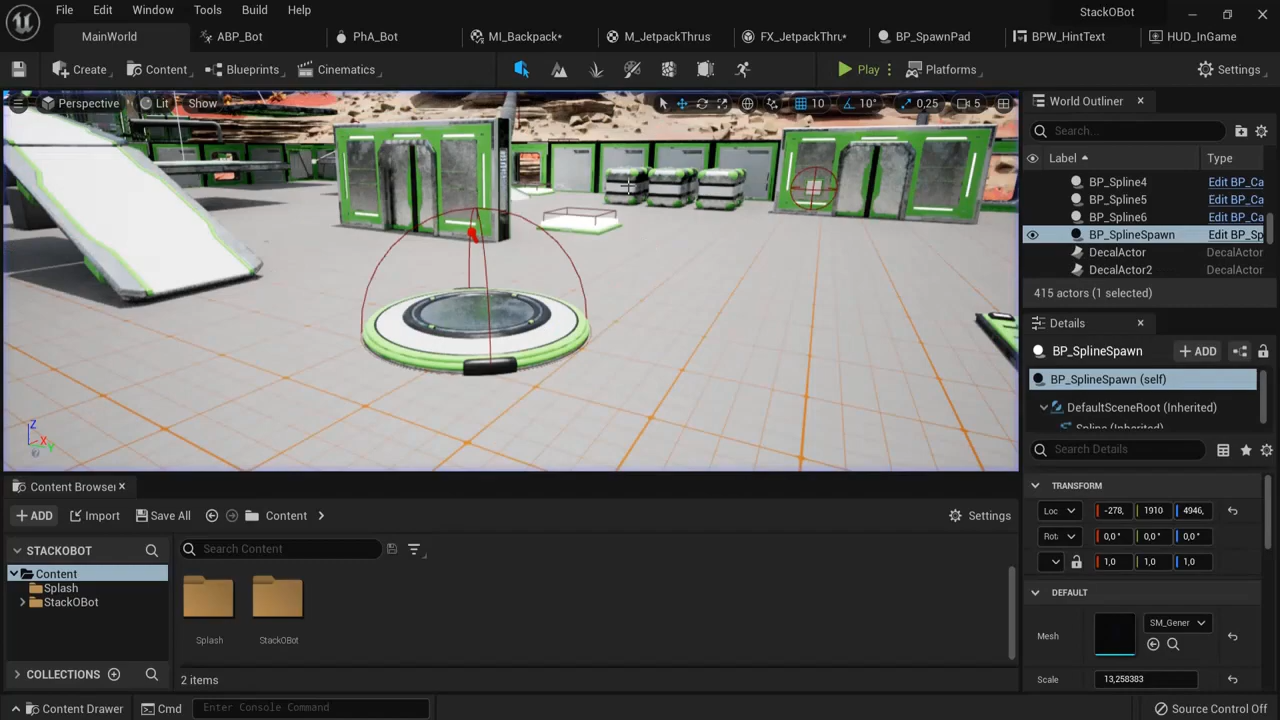 File Edit Window Tools Build Help StackOBot
MainWorld ABP_Bot PhA_Bot MI_Backpack* M_JetpackThrus FX_JetpackThru* BP_SpawnPad BPW_HintText HUD_InGame
Create Content Blueprints Cinematics Play Platforms Settings
Perspective Lit Show 10 10° 0,25 5
World Outliner
Search...
Label Type
BP_Spline4 Edit BP_Ca
BP_Spline5 Edit BP_Ca
BP_Spline6 Edit BP_Ca
BP_SplineSpawn Edit BP_Sp
DecalActor DecalActor
DecalActor2 DecalActor
415 actors (1 selected)
Details
BP_SplineSpawn + ADD
BP_SplineSpawn (self)
DefaultSceneRoot (Inherited)
Spline (Inherited)
Search Details
TRANSFORM
Loc -278, 1910 4946,
Rot 0,0° 0,0° 0,0°
1,0 1,0 1,0
DEFAULT
Mesh SM_Gener
Scale 13,258383
Z
X
Y
Content Browser
+ ADD Import Save All Content Settings
STACKOBOT Search Content
Content
Splash
StackOBot
Splash StackOBot
COLLECTIONS 2 items
Content Drawer Cmd Enter Console Command Source Control Off